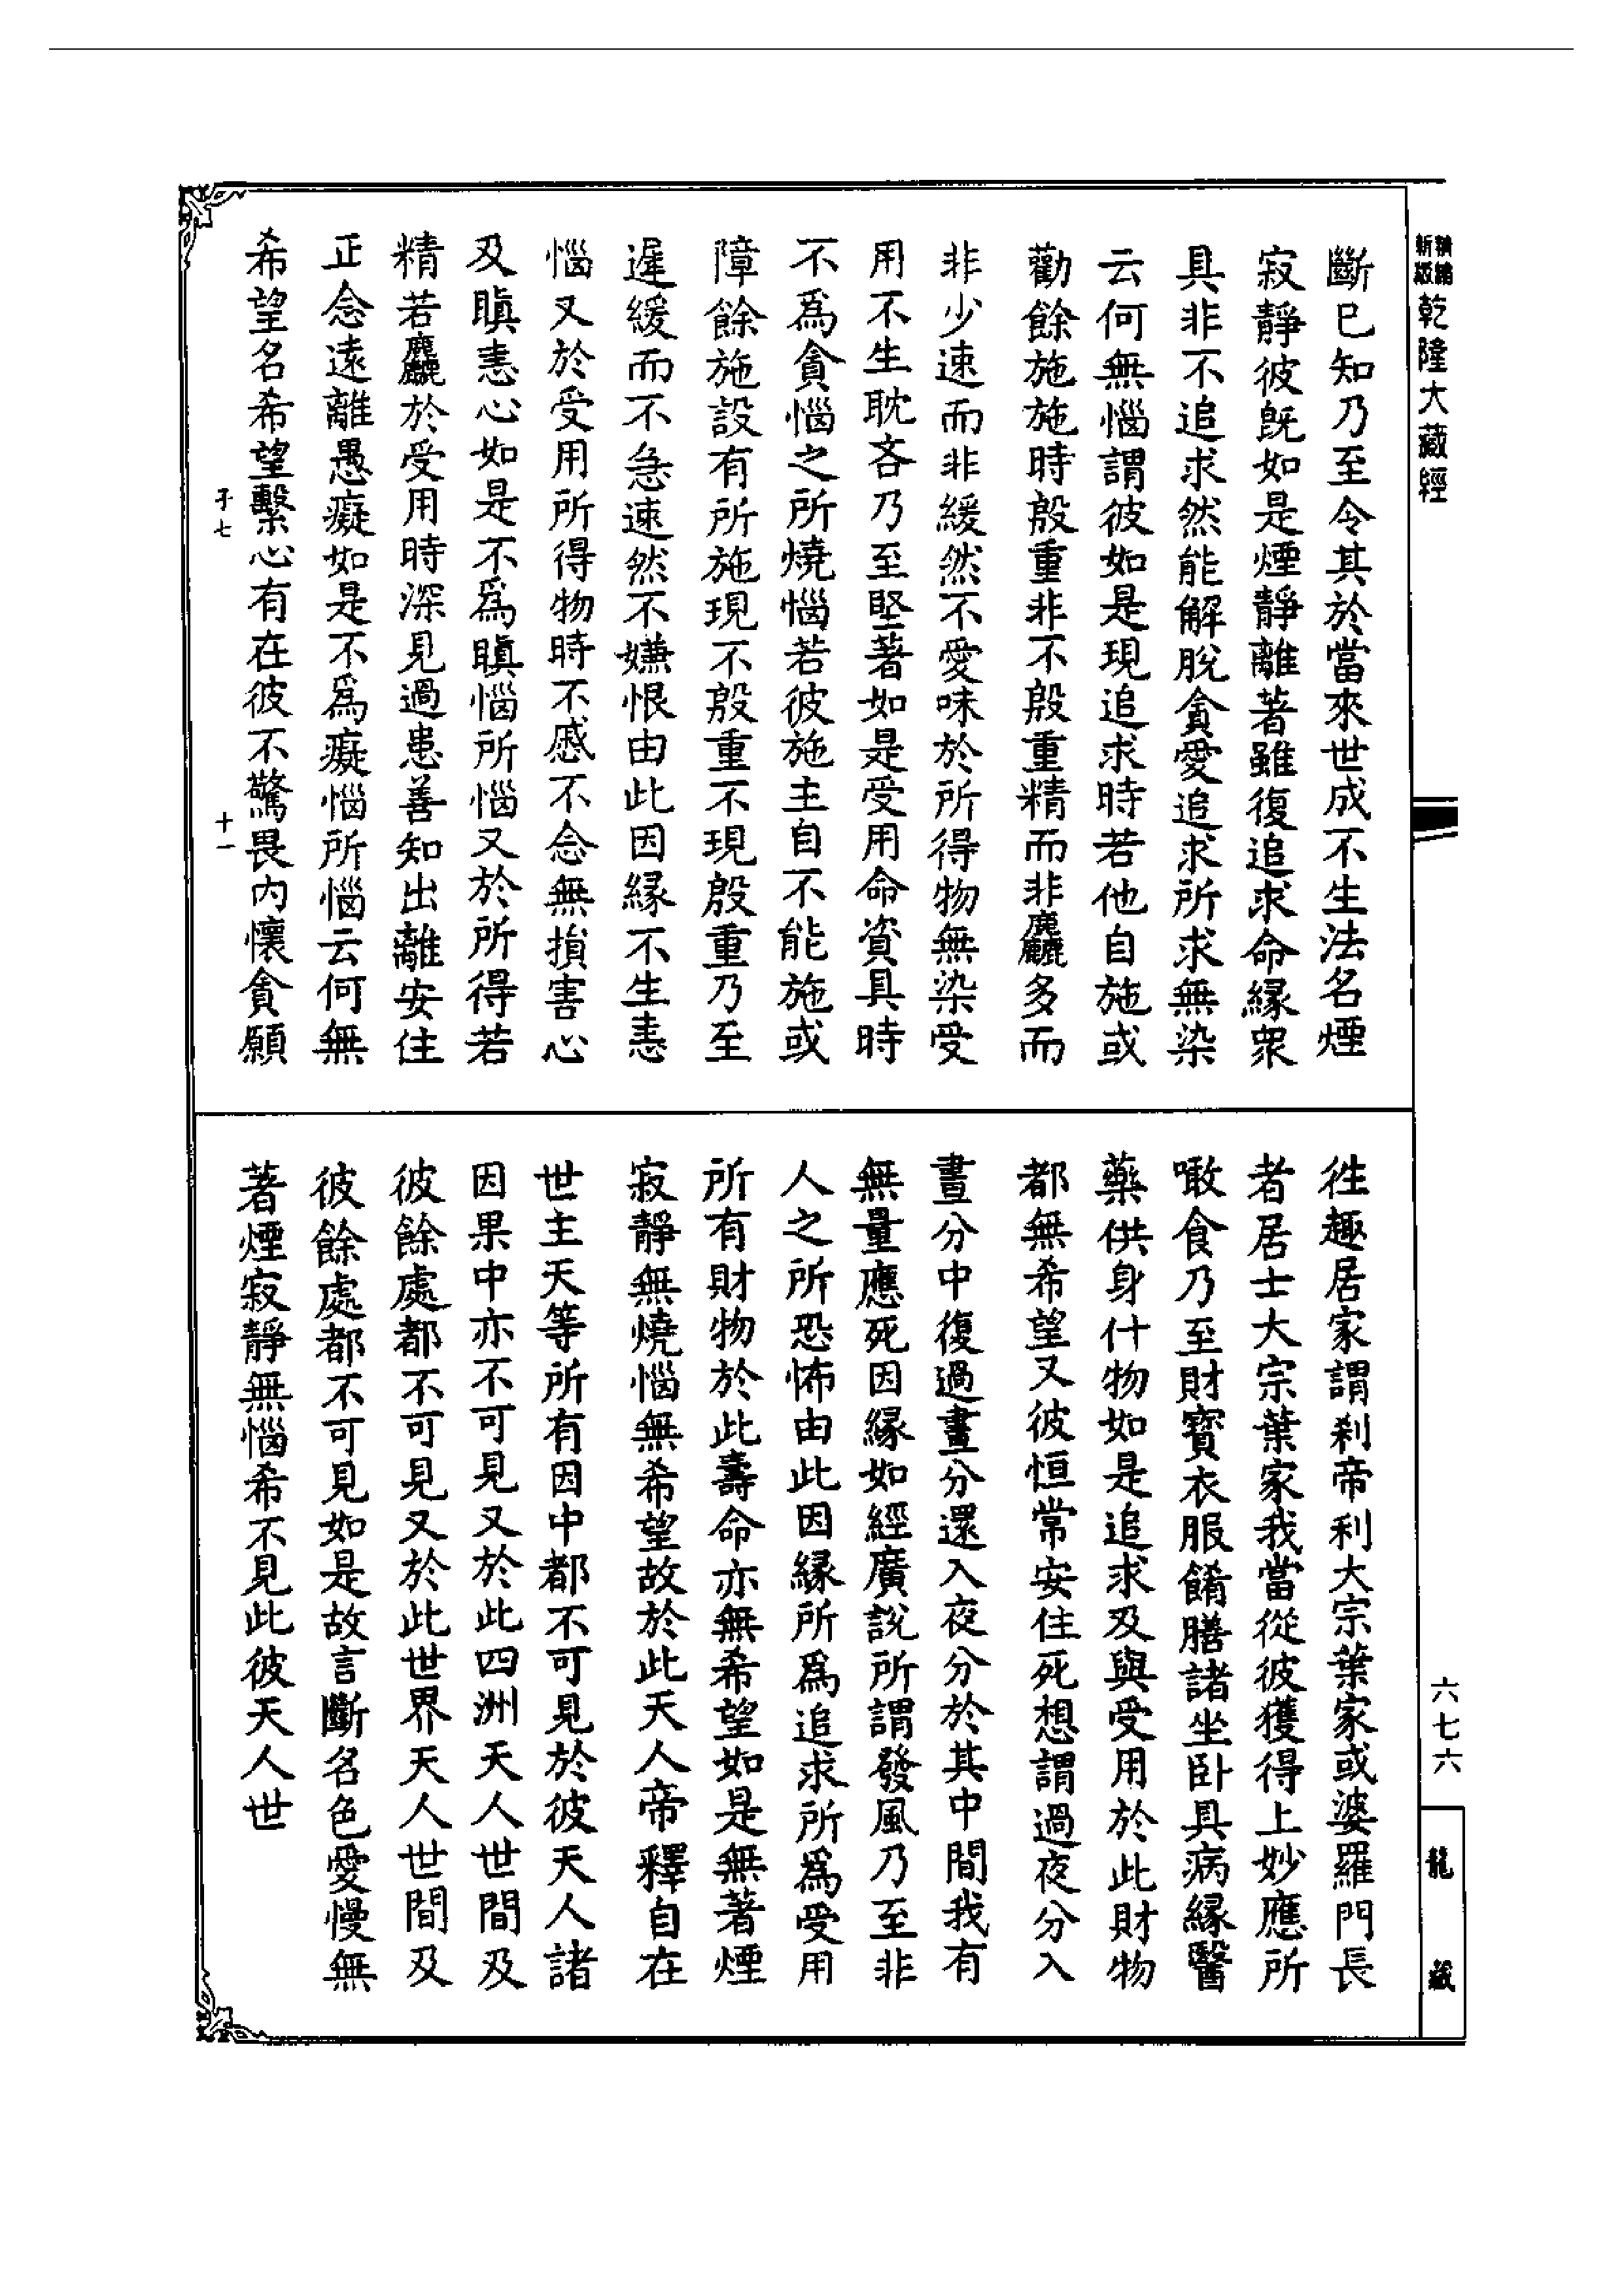 新編縮版乾隆大藏經
斷已知乃至令其於當來世成不生法名煙
寂靜彼既如是煙靜離著雖復追求命緣衆
具非不追求然能解脫貪愛追求所求無染
云何無惱謂彼如是現追求時若他自施或
勸餘施施時殷重非不殷重精而非麤多而
非少速而非緩然不愛味於所得物無染受
用不生耽吝乃至堅著如是受用命資具時
不爲貪惱之所燒惱若彼施主自不能施或
障餘施設有所施現不殷重不現殷重乃至
遲緩而不急速然不嫌恨由此因緣不生恚
惱又於受用所得物時不慼不念無損害心
及瞋恚心如是不爲瞋惱所惱又於所得若
精若麤於受用時深見過患善知出離安住
正念遠離愚癡如是不爲癡惱所惱云何無
希望名希望繫心有在彼不驚畏内懷貪願
子七
十一
往趣居家謂剎帝利大宗葉家或婆羅門長
者居士大宗葉家我當從彼獲得上妙應所
噉食乃至財寳衣服餚膳諸坐卧具病緣醫
藥供身什物如是追求及與受用於此財物
都無希望又彼恒常安住死想謂過夜分入
晝分中復過晝分還入夜分於其中間我有
無量應死因緣如經廣說所謂發風乃至非
人之所恐怖由此因緣所爲追求所爲受用
所有財物於此壽命亦無希望如是無著煙
寂靜無燒惱無希望故於此天人帝釋自在
世主天等所有因中都不可見於彼天人諸
因果中亦不可見又於此四洲天人世間及
彼餘處都不可見又於此世界天人世間及
彼餘處都不可見如是故言斷名色愛慢無
著煙寂靜無惱希不見此彼天人世
六七六
龍藏